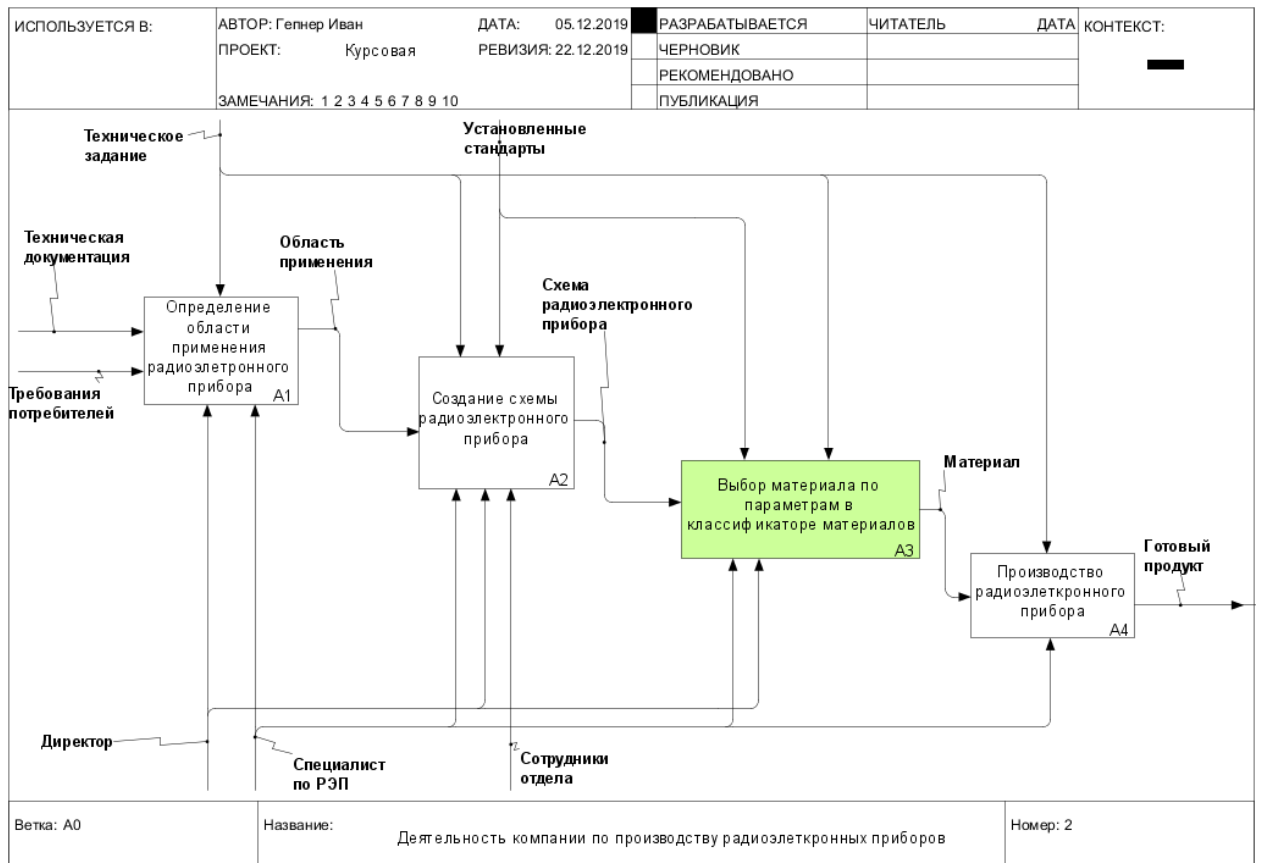 ИСПОЛЬЗУЕТСЯ В:
АВТОР: Гепнер Иван
ДАТА: 05.12.2019
РАЗРАБАТЫВАЕТСЯ
ЧИТАТЕЛЬ
ДАТА
КОНТЕКСТ:
ПРОЕКТ: Курсовая
РЕВИЗИЯ: 22.12.2019
ЧЕРНОВИК
РЕКОМЕНДОВАНО
ЗАМЕЧАНИЯ: 1 2 3 4 5 6 7 8 9 10
ПУБЛИКАЦИЯ
Техническое
задание
Установленные
стандарты
Техническая
документация
Область
применения
Схема
радиоэлектронного
прибора
Определение
области
применения
радиоэлетронного
прибора
A1
Требования
потребителей
Создание схемы
радиоэлектронного
прибора
A2
Выбор материала по
параметрам в
классификаторе материалов
A3
Материал
Готовый
продукт
Производство
радиоэлеткронного
прибора
A4
Директор
Специалист
по РЭП
Сотрудники
отдела
Ветка: A0
Название:
Деятельность компании по производству радиоэлеткронных приборов
Номер: 2